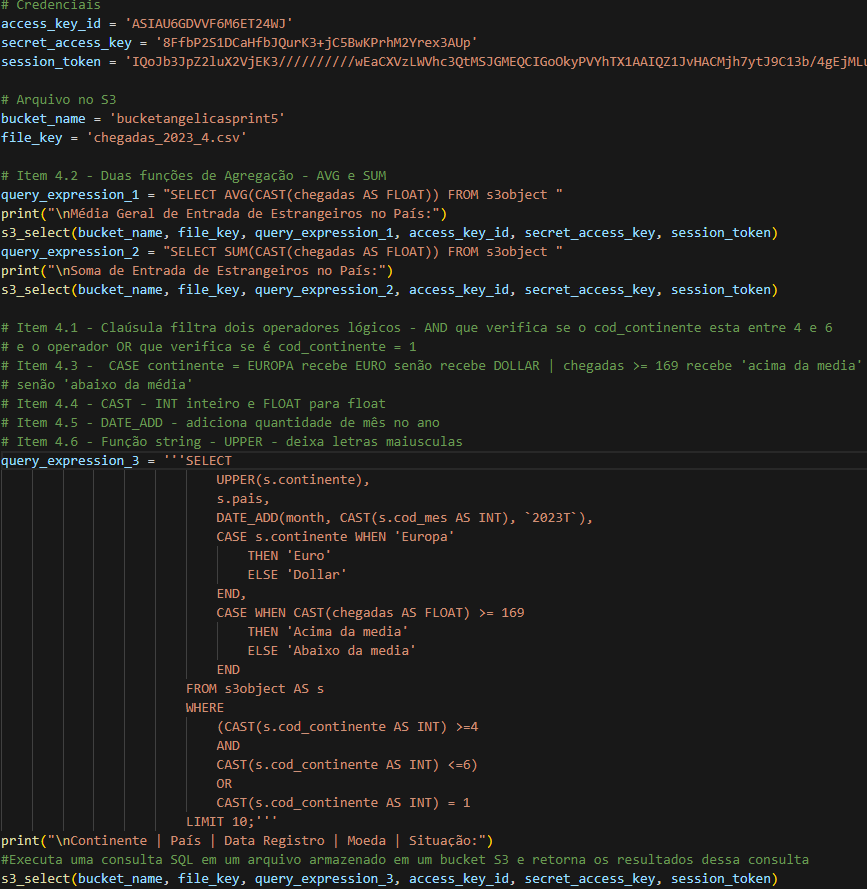 # Credenciais
access_key_id = 'ASIAU6GDVVF6M6ET24WJ'
secret_access_key = '8FfbP2S1DCaHfbJQurK3+jC5BwKPrhM2Yrex3AUp'
session_token = 'IQoJb3JpZ2luX2VjEK3//////////wEaCXVzLWVhc3QtMSJGMEQCIGoOkyPVYhTX1AAIQZ1JvHACMjh7ytJ9C13b/4gEjMLu
# Arquivo no S3
bucket_name = 'bucketangelicasprint5'
file_key = 'chegadas_2023_4.csv'
# Item 4.2 - Duas funções de Agregação - AVG e SUM
query_expression_1 = "SELECT AVG(CAST(chegadas AS FLOAT)) FROM s3object "
print("\nMédia Geral de Entrada de Estrangeiros no País:")
s3_select(bucket_name, file_key, query_expression_1, access_key_id, secret_access_key, session_token)
query_expression_2 = "SELECT SUM(CAST(chegadas AS FLOAT)) FROM s3object "
print("\nSoma de Entrada de Estrangeiros no País:")
s3_select(bucket_name, file_key, query_expression_2, access_key_id, secret_access_key, session_token)
# Item 4.1 - Claúsula filtra dois operadores lógicos - AND que verifica se o cod_continente esta entre 4 e 6
# e o operador OR que verifica se é cod_continente = 1
# Item 4.3 -  CASE continente = EUROPA recebe EURO senão recebe DOLLAR | chegadas >= 169 recebe 'acima da media'
# senão 'abaixo da média'
# Item 4.4 - CAST - INT inteiro e FLOAT para float
# Item 4.5 - DATE_ADD - adiciona quantidade de mês no ano
# Item 4.6 - Função string - UPPER - deixa letras maiusculas
query_expression_3 = '''SELECT
UPPER(s.continente),
s.pais,
DATE_ADD(month, CAST(s.cod_mes AS INT), `2023T`),
CASE s.continente WHEN 'Europa'
THEN 'Euro'
ELSE 'Dollar'
END,
CASE WHEN CAST(chegadas AS FLOAT) >= 169
THEN 'Acima da media'
ELSE 'Abaixo da media'
END
FROM s3object AS s
WHERE
(CAST(s.cod_continente AS INT) >=4
AND
CAST(s.cod_continente AS INT) <=6)
OR
CAST(s.cod_continente AS INT) = 1
LIMIT 10;'''
print("\nContinente | País | Data Registro | Moeda | Situação:")
#Executa uma consulta SQL em um arquivo armazenado em um bucket S3 e retorna os resultados dessa consulta
s3_select(bucket_name, file_key, query_expression_3, access_key_id, secret_access_key, session_token)